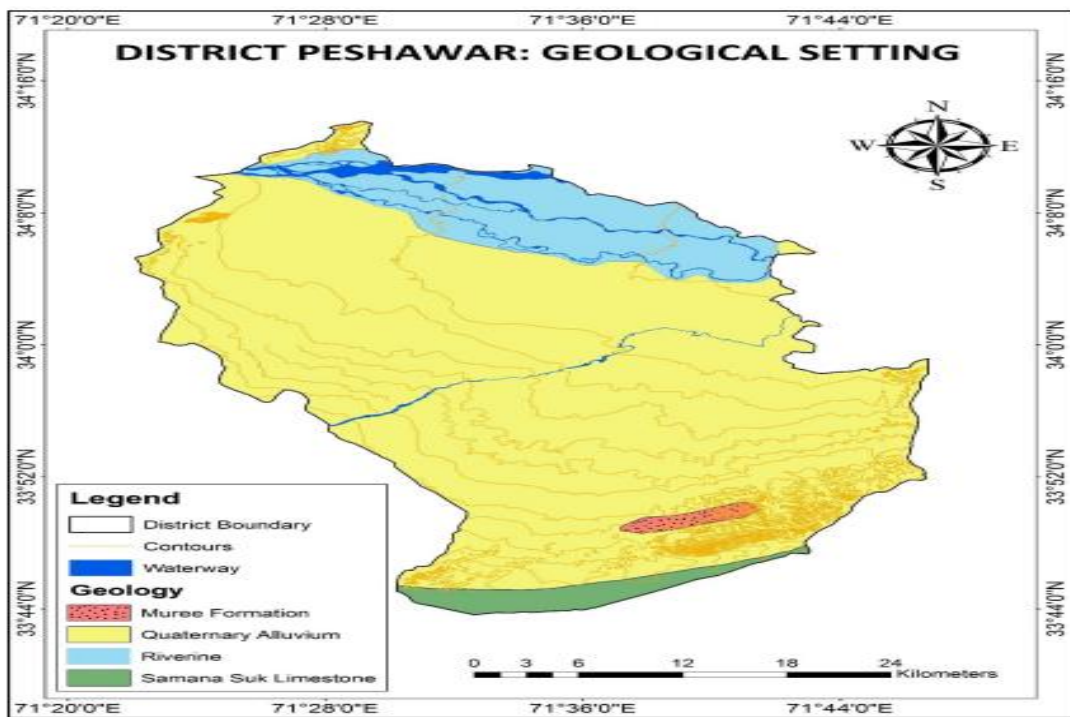 71°20'0"E 71°28'0"E 71°36'0"E 71°44'0"E
DISTRICT PESHAWAR: GEOLOGICAL SETTING
34°16'0"N 34°16'0"N
N
W E
S
34°8'0"N 34°8'0"N
34°0'0"N 34°0'0"N
33°52'0"N 33°52'0"N
Legend
District Boundary
Contours
Waterway
Geology
Muree Formation
Quaternary Alluvium
Riverine
Samana Suk Limestone
33°44'0"N 33°44'0"N
0 3 6 12 18 24
Kilometers
71°20'0"E 71°28'0"E 71°36'0"E 71°44'0"E